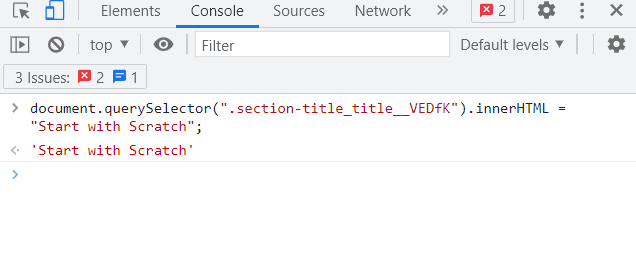 Elements Console Sources Network » 2
top Filter Default levels
3 Issues: 2 1
document.querySelector(".section-title_title__VEDfK").innerHTML =
"Start with Scratch";
'Start with Scratch'